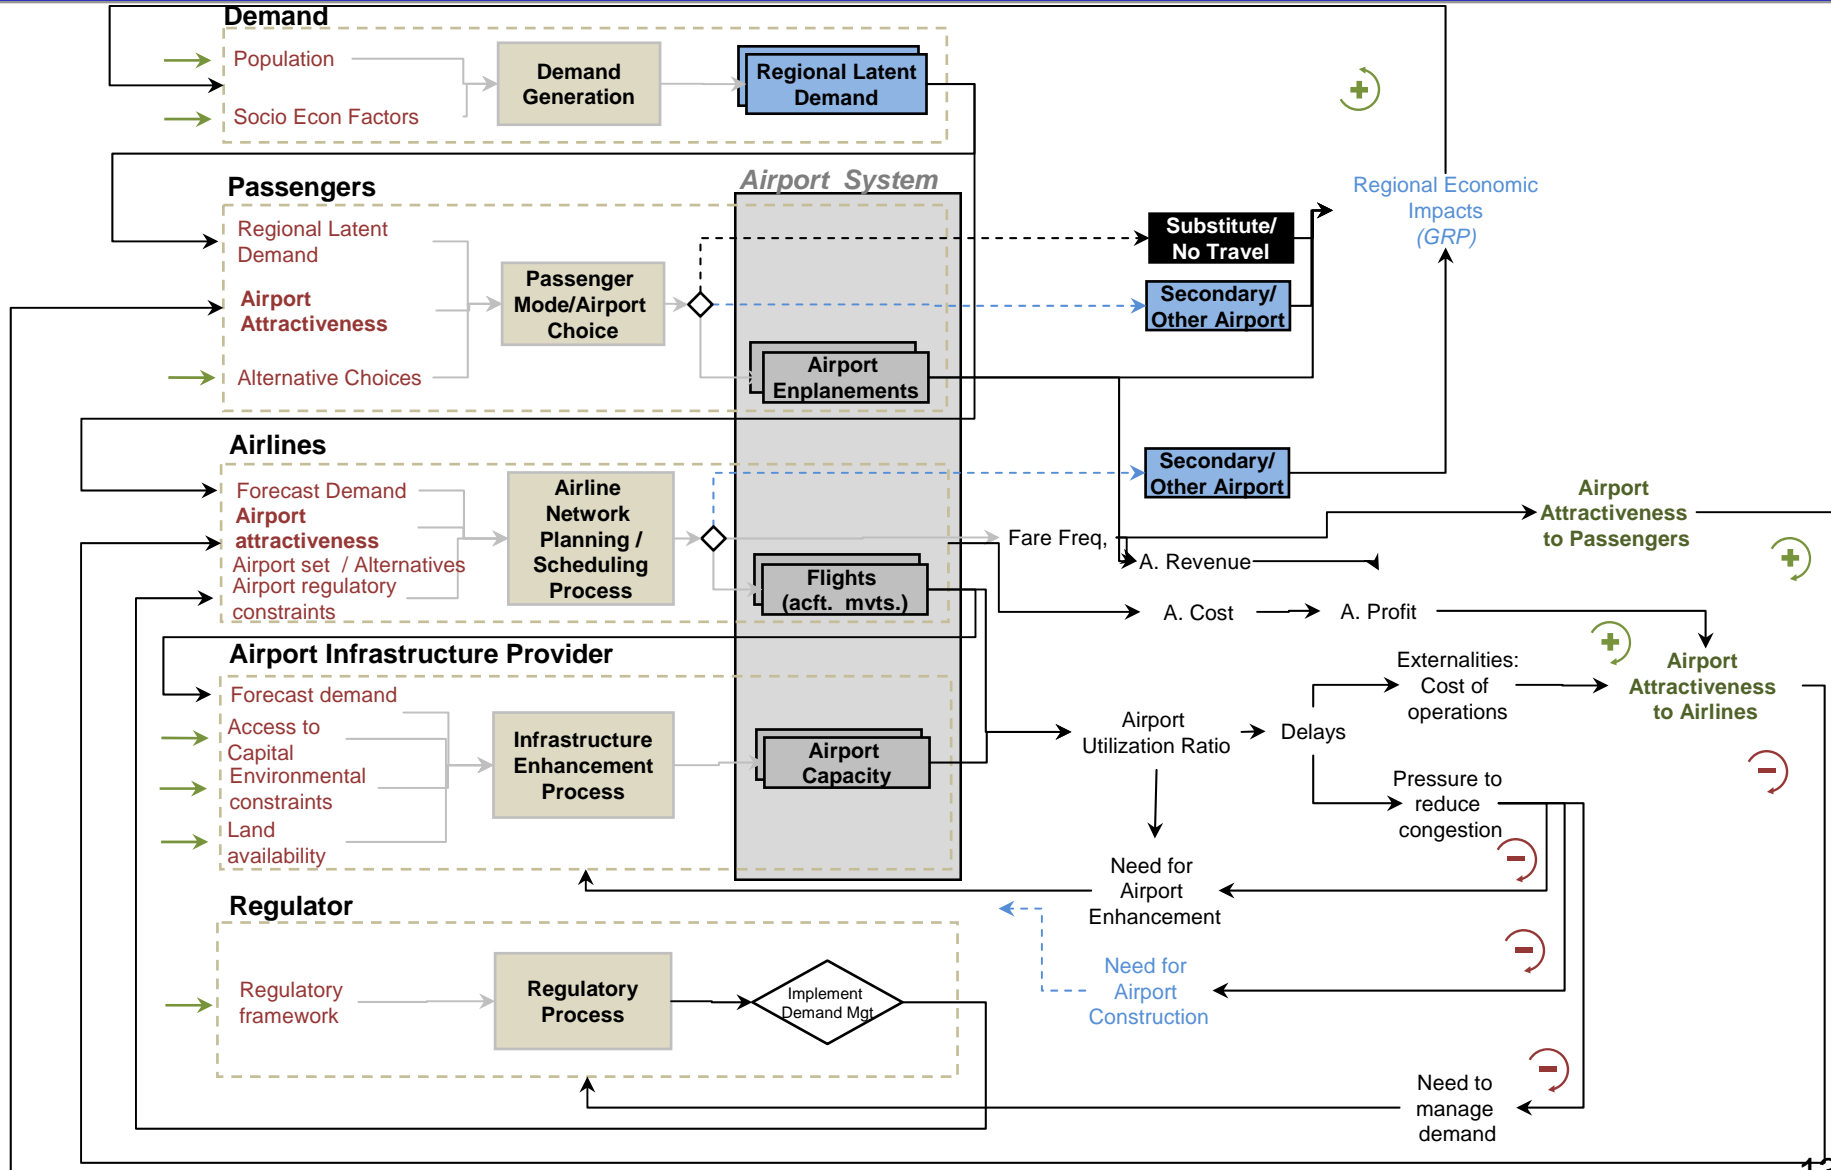 Demand
Population
Socio Econ Factors
Demand
Generation
Regional Latent
Demand
Passengers
Airport System
Regional Latent
Demand
Airport
Attractiveness
Alternative Choices
Passenger
Mode/Airport
Choice
Airport
Enplanements
Substitute/
No Travel
Secondary/
Other Airport
Regional Economic
Impacts
(GRP)
Airlines
Forecast Demand
Airport
attractiveness
Airport set / Alternatives
Airport regulatory
constraints
Airline
Network
Planning /
Scheduling
Process
Flights
(acft. mvts.)
Secondary/
Other Airport
Fare Freq,
A. Revenue
A. Cost
A. Profit
Airport
Attractiveness
to Passengers
Airport Infrastructure Provider
Forecast demand
Access to
Capital
Environmental
constraints
Land
availability
Infrastructure
Enhancement
Process
Airport
Capacity
Airport
Utilization Ratio
Delays
Externalities:
Cost of
operations
Airport
Attractiveness
to Airlines
Pressure to
reduce
congestion
Need for
Airport
Enhancement
Regulator
Regulatory
framework
Regulatory
Process
Implement
Demand Mgt
Need for
Airport
Construction
Need to
manage
demand